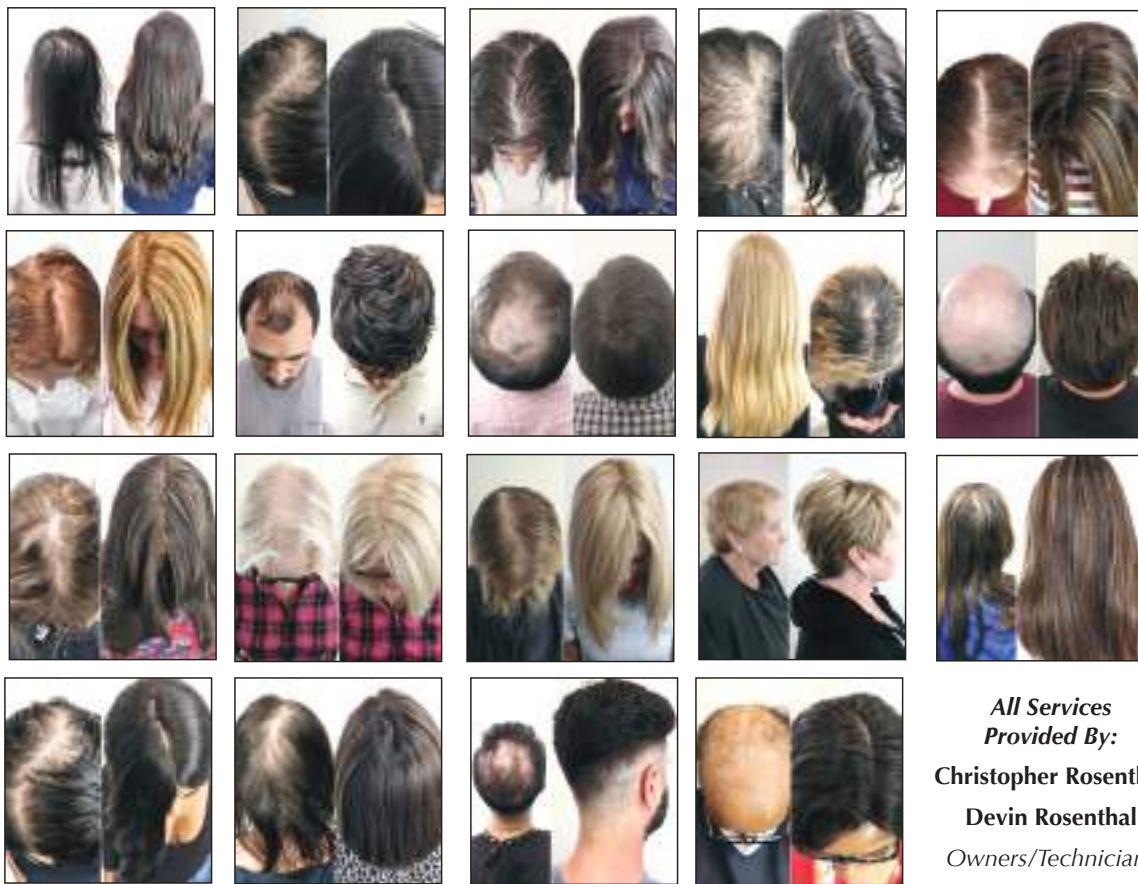 All Services
Provided By:
Christopher Rosenth
Devin Rosenthal
Owners/Technician